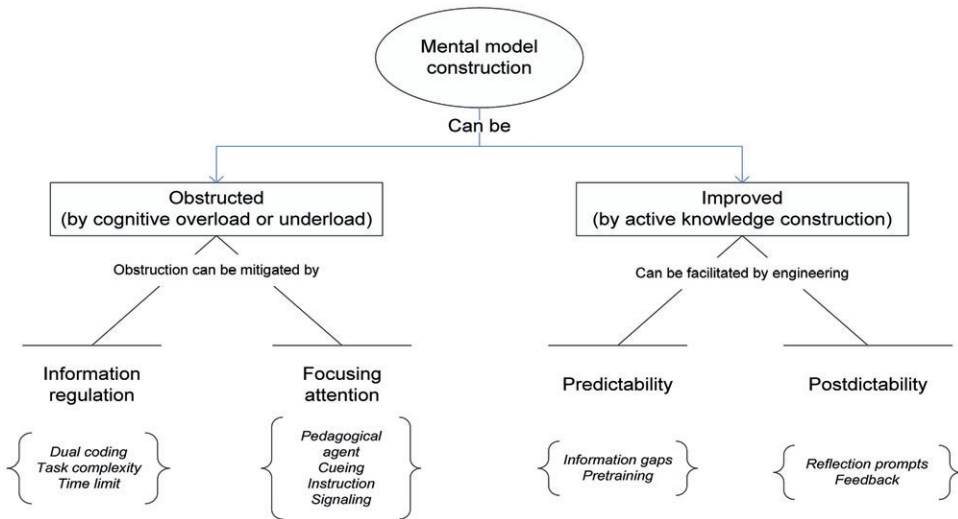 Mental model
construction
Can be
Obstructed
(by cognitive overload or underload)
Obstruction can be mitigated by
Information
regulation
Dual coding
Task complexity
Time limit
Focusing
attention
Pedagogical
agent
Cueing
Instruction
Signaling
Improved
(by active knowledge construction)
Can be facilitated by engineering
Predictability
Information gaps
Pretraining
Postdictability
Reflection prompts
Feedback